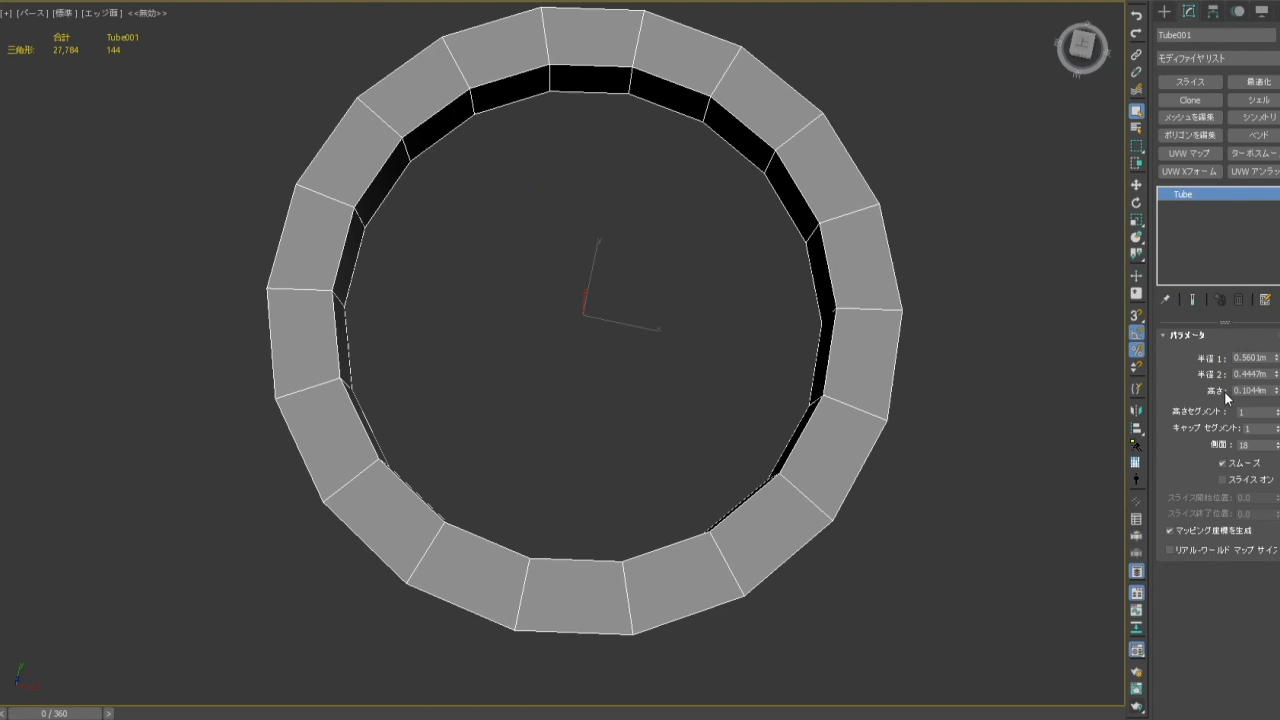 [+] [パース] [標準] [エッジ面] <<無効>>
合計 Tube001
三角形: 27,784 144
上
y
x
y
Tube001
モディファイヤ リスト
スライス 最適化
Clone シェル
メッシュを編集 シンメトリ
ポリゴンを編集 ベンド
UVW マップ ターボスムー
UVW Xフォーム UVW アンラッ
Tube
パラメータ
半径 1: 0.5601m
半径 2: 0.4447m
高さ: 0.1044m
高さセグメント: 1
キャップ セグメント: 1
側面: 18
スムーズ
スライス オン
スライス開始位置: 0.0
スライス終了位置: 0.0
マッピング座標を生成
リアル-ワールド マップ サイズ
< 0 / 360 >